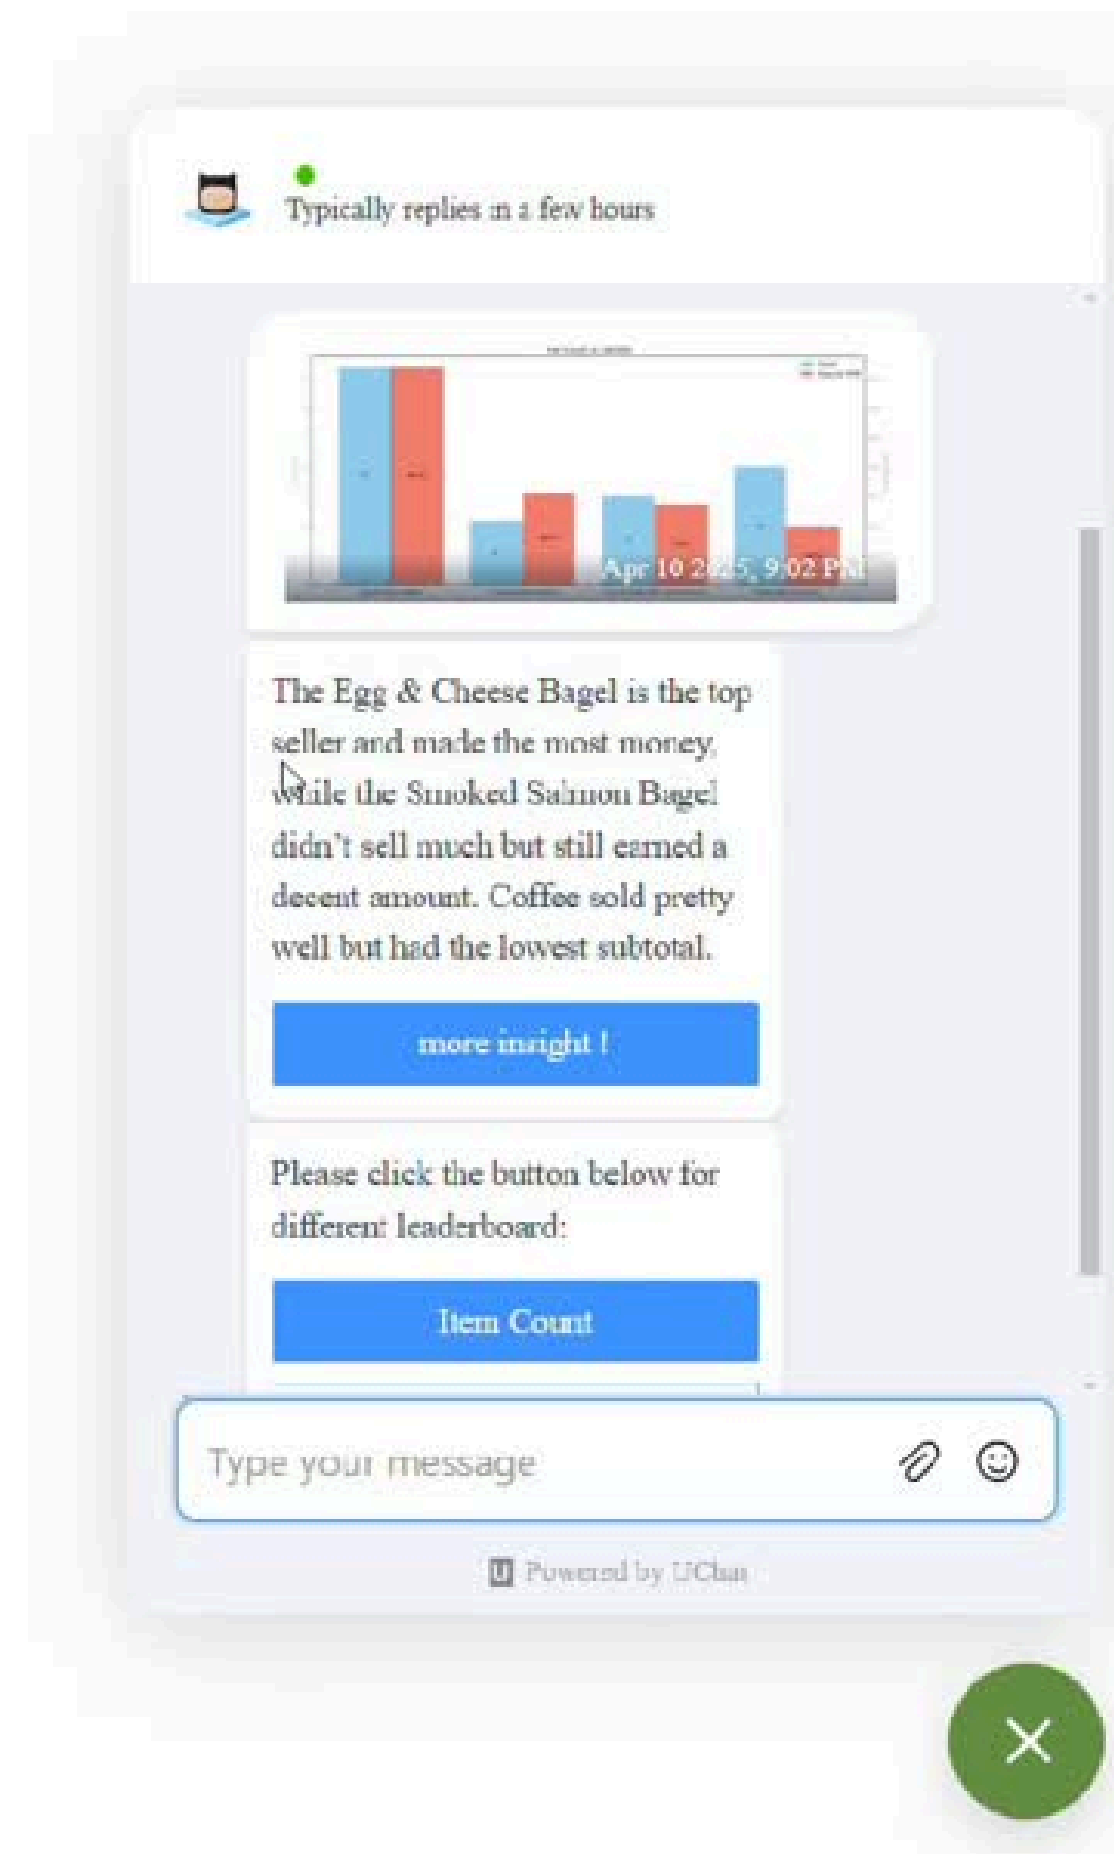 Typically replies in a few hours
Apr 10 2025, 9:02 PM
The Egg & Cheese Bagel is the top
seller and made the most money,
while the Smoked Salmon Bagel
didn't sell much but still earned a
decent amount. Coffee sold pretty
well but had the lowest subtotal.
more insight !
Please click the button below for
different leaderboard:
Item Count
Type your message
Powered by UChat